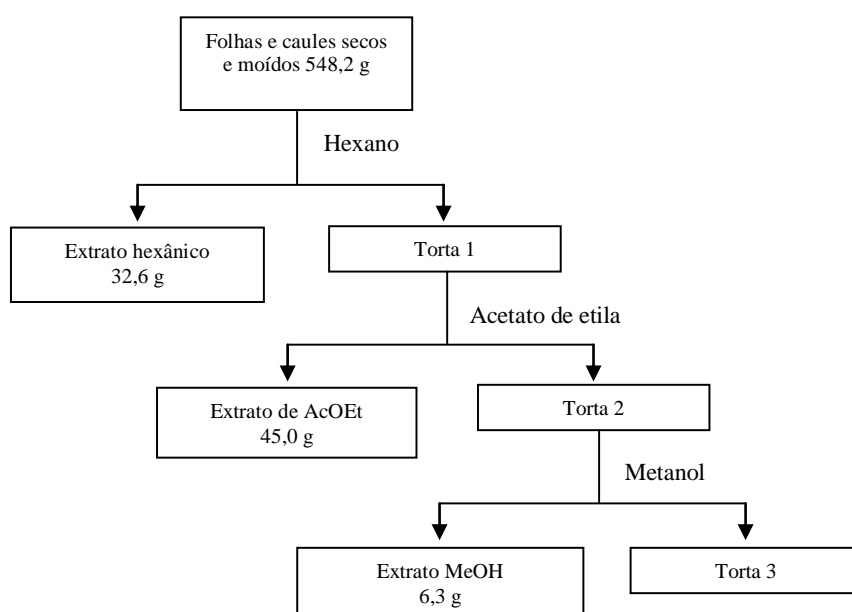 Folhas e caules secos
e moídos 548,2 g
Hexano
Extrato hexânico
32,6 g
Torta 1
Acetato de etila
Extrato de AcOEt
45,0 g
Torta 2
Metanol
Extrato MeOH
6,3 g
Torta 3